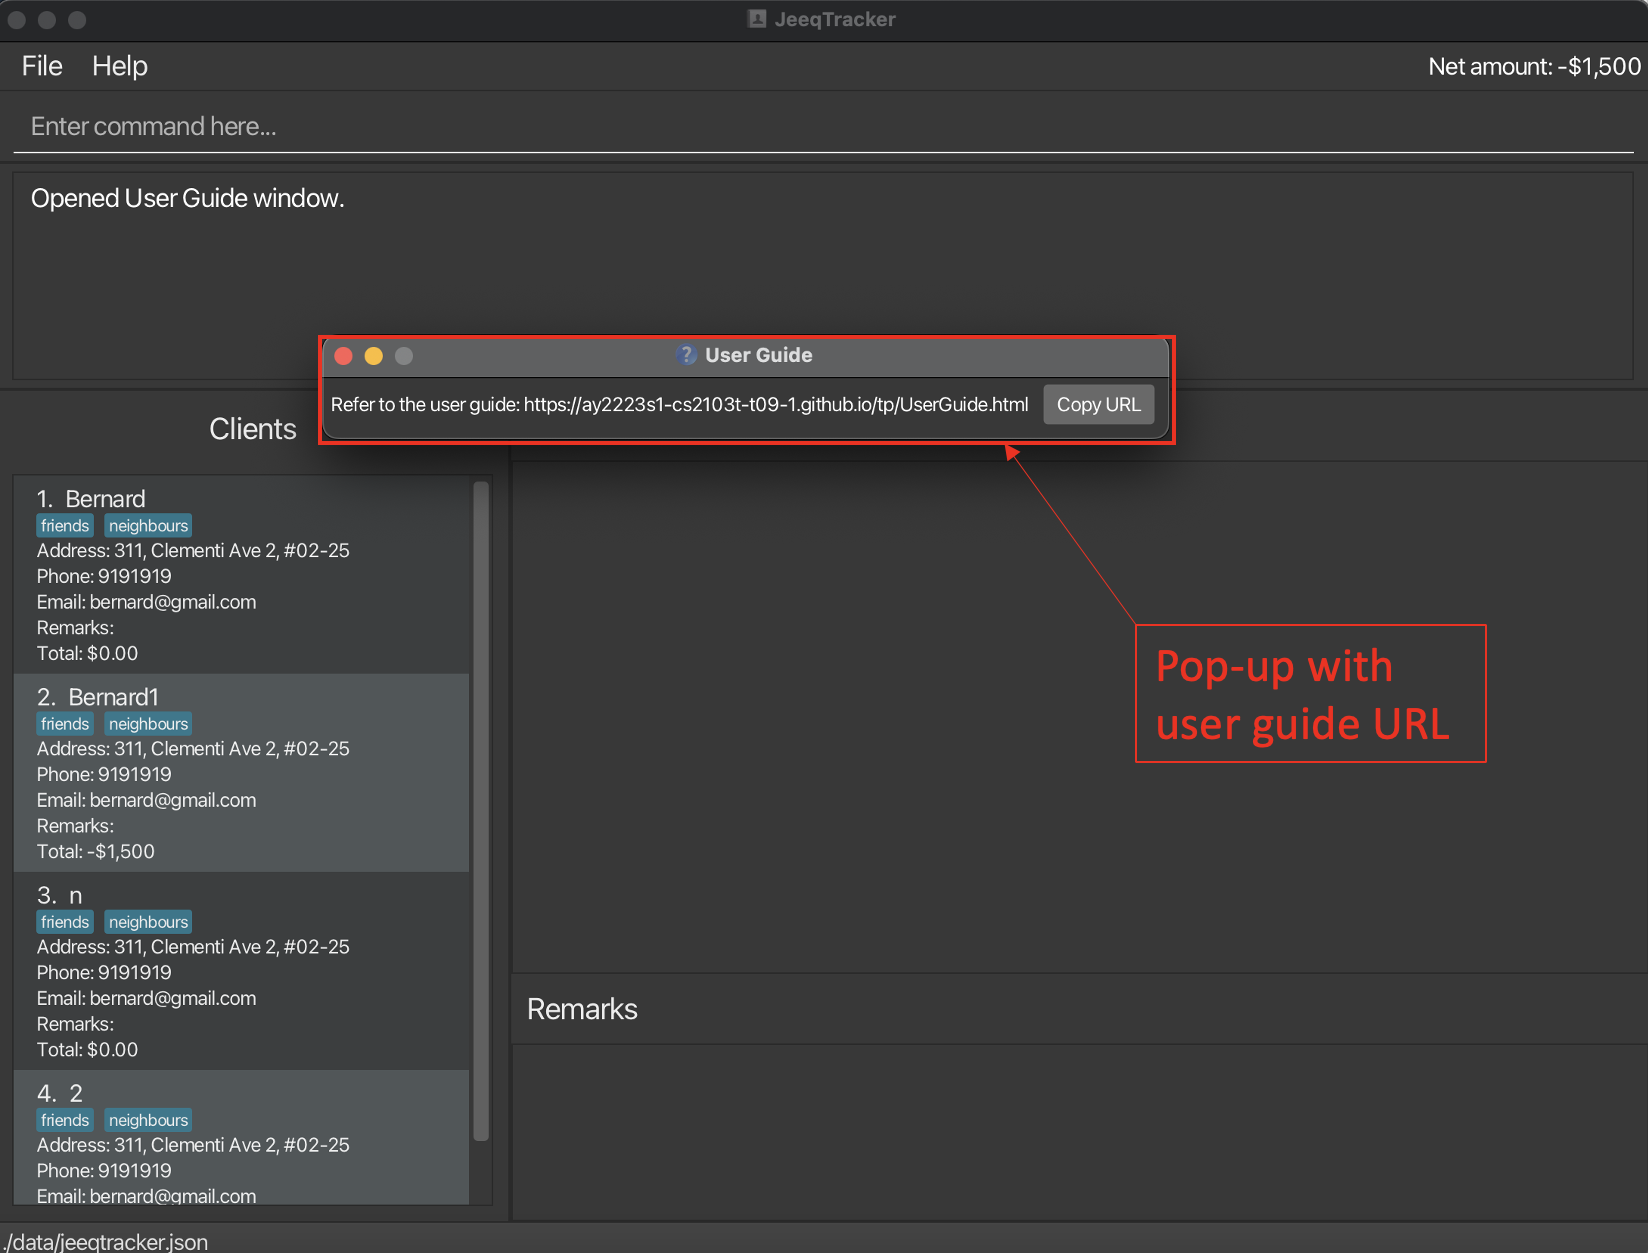 JeeqTracker
File Help Net amount: -$1,500
Enter command here...
Opened User Guide window.
User Guide
Refer to the user guide: https://ay2223s1-cs2103t-t09-1.github.io/tp/UserGuide.html Copy URL
Clients
1. Bernard
friends neighbours
Address: 311, Clementi Ave 2, #02-25
Phone: 9191919
Email: bernard@gmail.com
Remarks:
Total: $0.00
2. Bernard1
friends neighbours
Address: 311, Clementi Ave 2, #02-25
Phone: 9191919
Email: bernard@gmail.com
Remarks:
Total: -$1,500
3. n
friends neighbours
Address: 311, Clementi Ave 2, #02-25
Phone: 9191919
Email: bernard@gmail.com
Remarks:
Total: $0.00
4. 2
friends neighbours
Address: 311, Clementi Ave 2, #02-25
Phone: 9191919
Email: bernard@gmail.com
Pop-up with
user guide URL
Remarks
./data/jeeqtracker.json